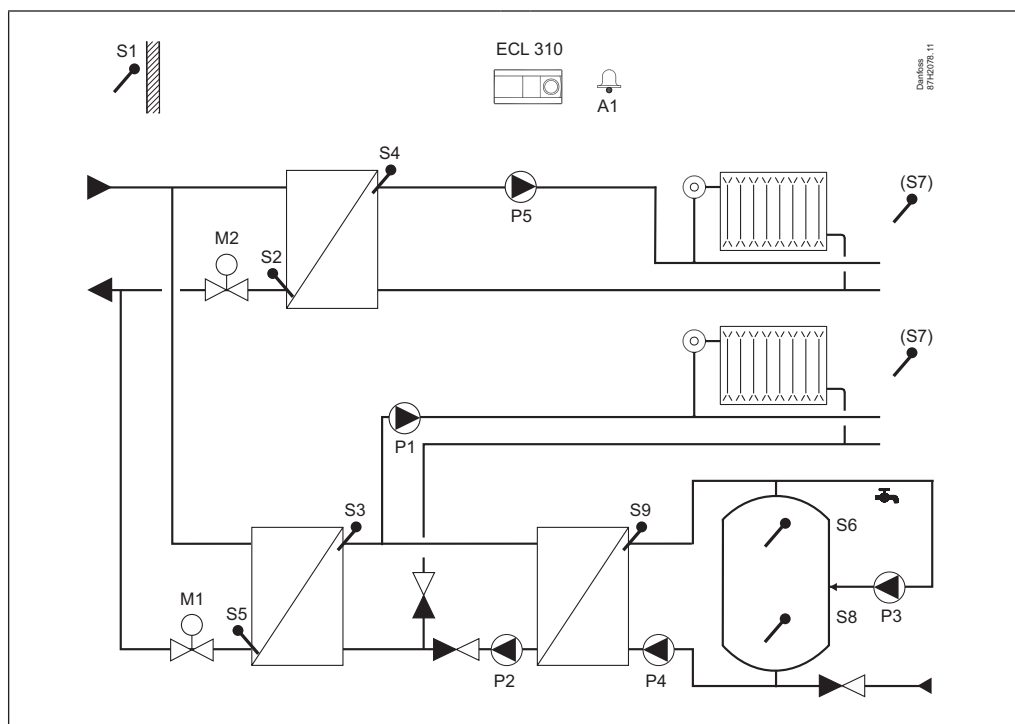 S1
ECL 310
A1
Danfoss
87H2078.11
S4
P5
(S7)
M2
S2
(S7)
P1
S3
S9
S6
M1
S5
S8
P3
P2
P4